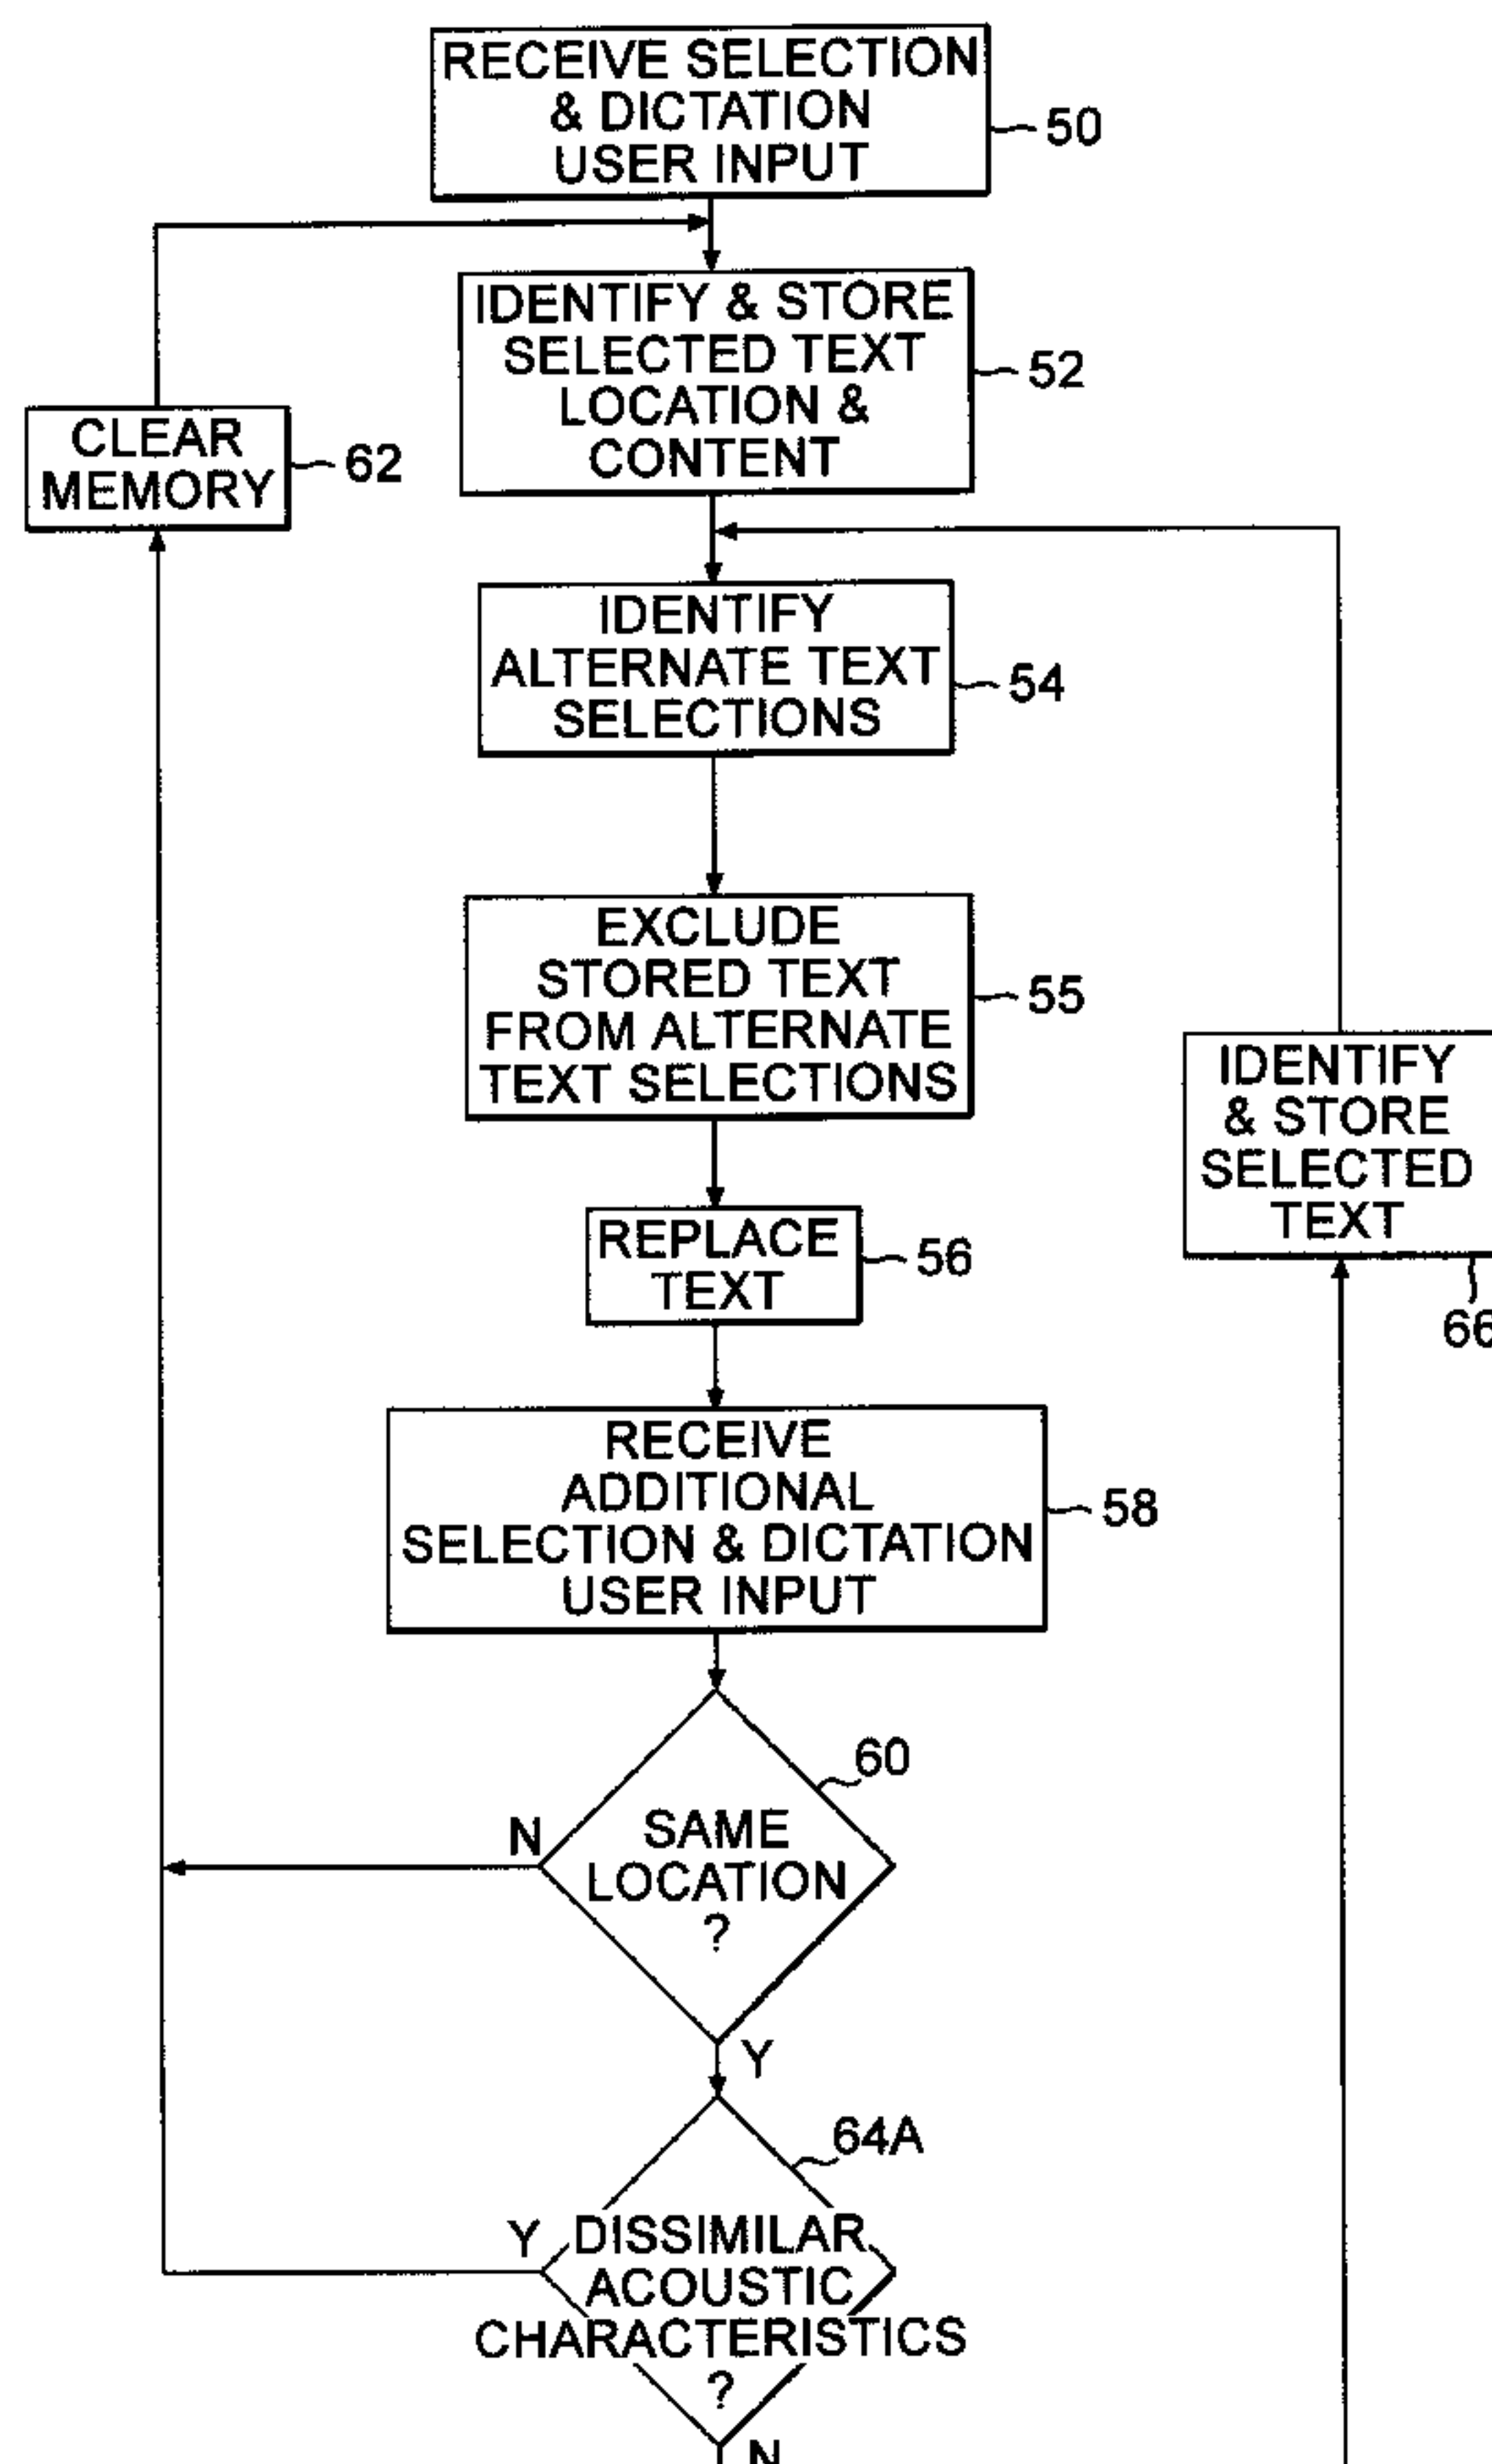 RECEIVE SELECTION
& DICTATION
USER INPUT
50
IDENTIFY & STORE
SELECTED TEXT
LOCATION &
CONTENT
52
CLEAR
MEMORY
62
IDENTIFY
ALTERNATE TEXT
SELECTIONS
54
EXCLUDE
STORED TEXT
FROM ALTERNATE
TEXT SELECTIONS
55
IDENTIFY
& STORE
SELECTED
TEXT
66
REPLACE
TEXT
56
RECEIVE
ADDITIONAL
SELECTION & DICTATION
USER INPUT
58
60
N
SAME
LOCATION
?
Y
64A
Y
DISSIMILAR
ACOUSTIC
CHARACTERISTICS
?
N